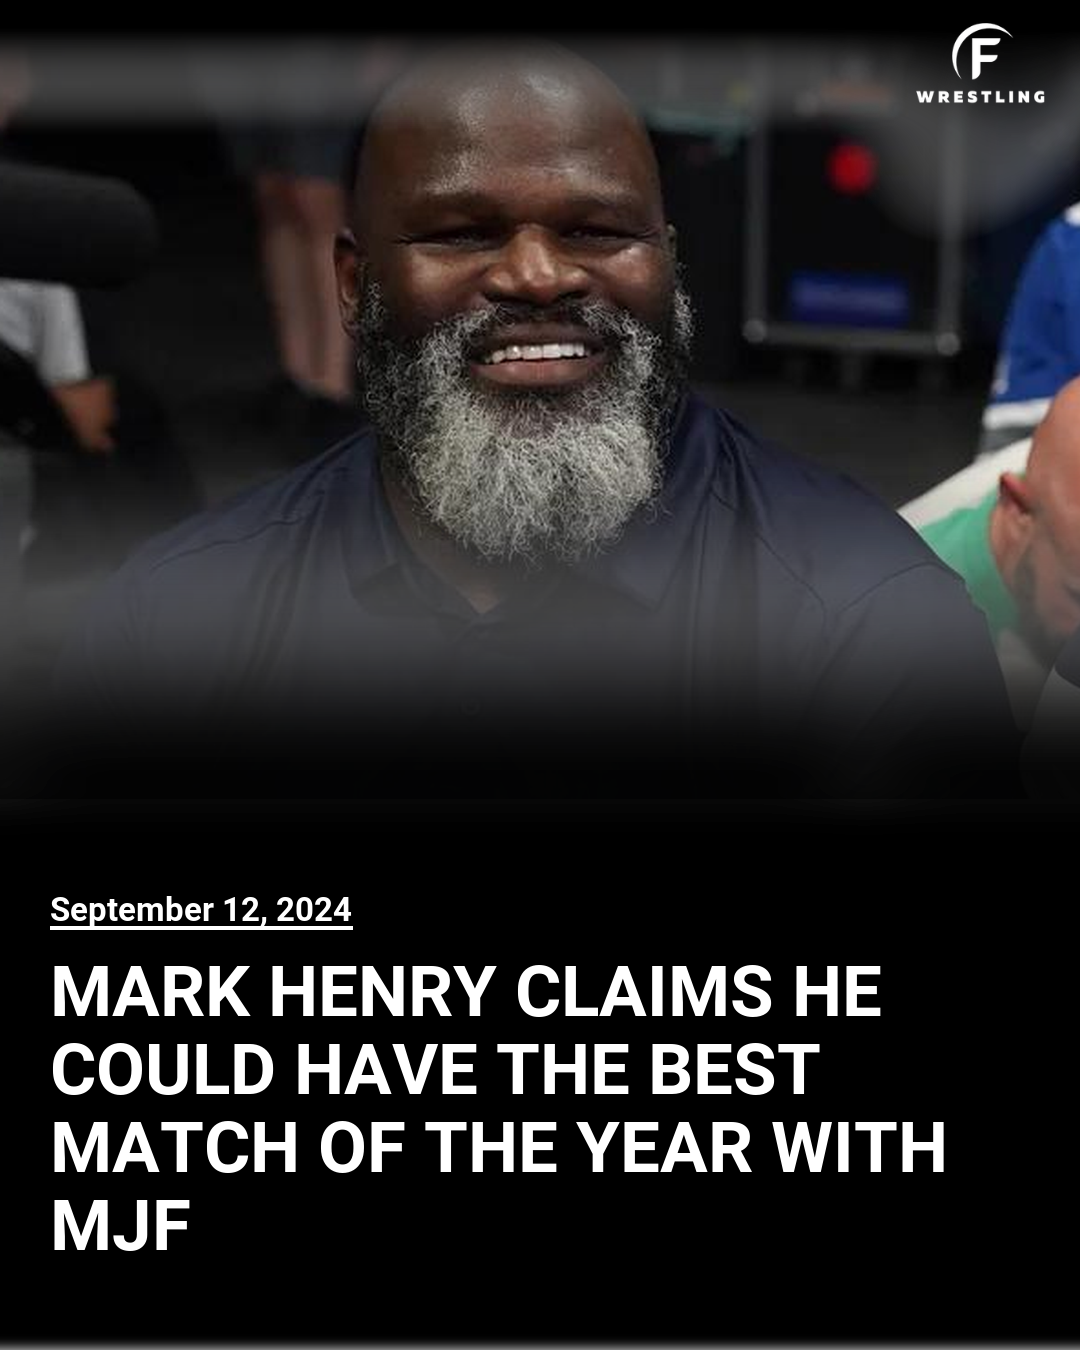 F
WRESTLING
September 12, 2024
MARK HENRY CLAIMS HE
COULD HAVE THE BEST
MATCH OF THE YEAR WITH
MJF